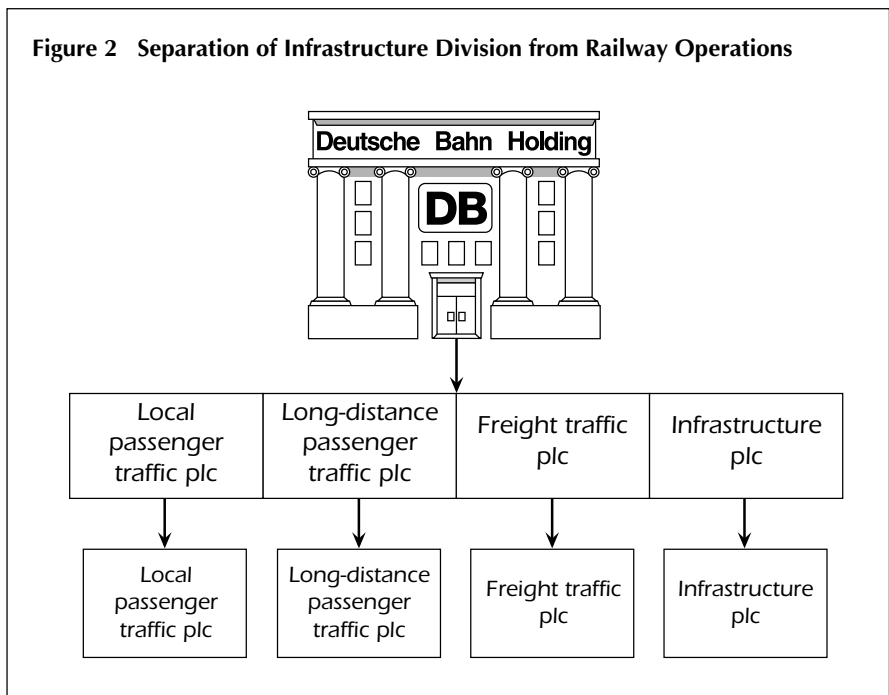 Figure 2 Separation of Infrastructure Division from Railway Operations
Deutsche Bahn Holding
DB
Local
passenger
traffic plc
Long-distance
passenger
traffic plc
Freight traffic
plc
Infrastructure
plc
Local
passenger
traffic plc
Long-distance
passenger
traffic plc
Freight traffic
plc
Infrastructure
plc